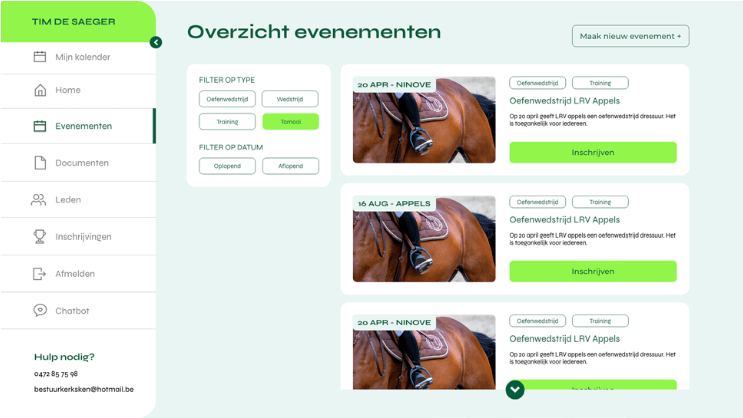 TIM DE SAEGER
Mijn kalender
Home
Evenementen
Documenten
Leden
Inschrijvingen
Afmelden
Chatbot
Hulp nodig?
0472 85 75 98
bestuurkerksken@hotmail.be
Overzicht evenementen
Maak nieuw evenement +
FILTER OP TYPE
Oefenwedstrijd Wedstrijd
Training Tornooi
FILTER OP DATUM
Oplopend Aflopend
20 APR - NINOVE
Oefenwedstrijd Training
Oefenwedstrijd LRV Appels
Op 20 april geeft LRV appels een oefenwedstrijd dressuur. Het
is toegankelijk voor iedereen.
Inschrijven
16 AUG - APPELS
Oefenwedstrijd Training
Oefenwedstrijd LRV Appels
Op 20 april geeft LRV appels een oefenwedstrijd dressuur. Het
is toegankelijk voor iedereen.
Inschrijven
20 APR - NINOVE
Oefenwedstrijd Training
Oefenwedstrijd LRV Appels
Op 20 april geeft LRV appels een oefenwedstrijd dressuur. Het
is toegankelijk voor iedereen.
Inschrijven